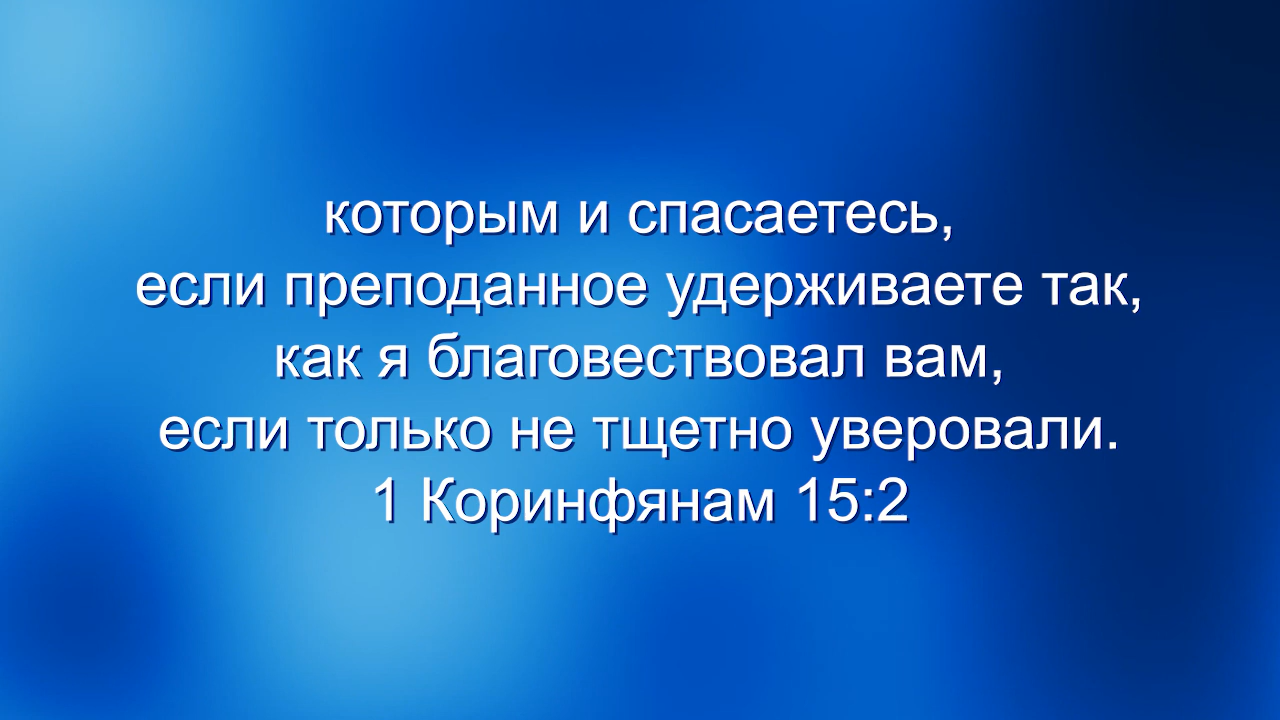 которым и спасаетесь,
если преподанное удерживаете так,
как я благовествовал вам,
если только не тщетно уверовали.
1 Коринфянам 15:2